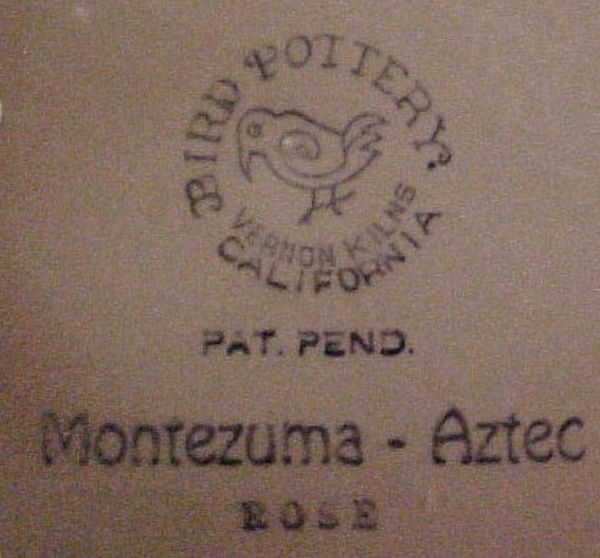 BIRD POTTERY
VERNON KILNS
CALIFORNIA
PAT. PEND.
Montezuma - Aztec
ROSE